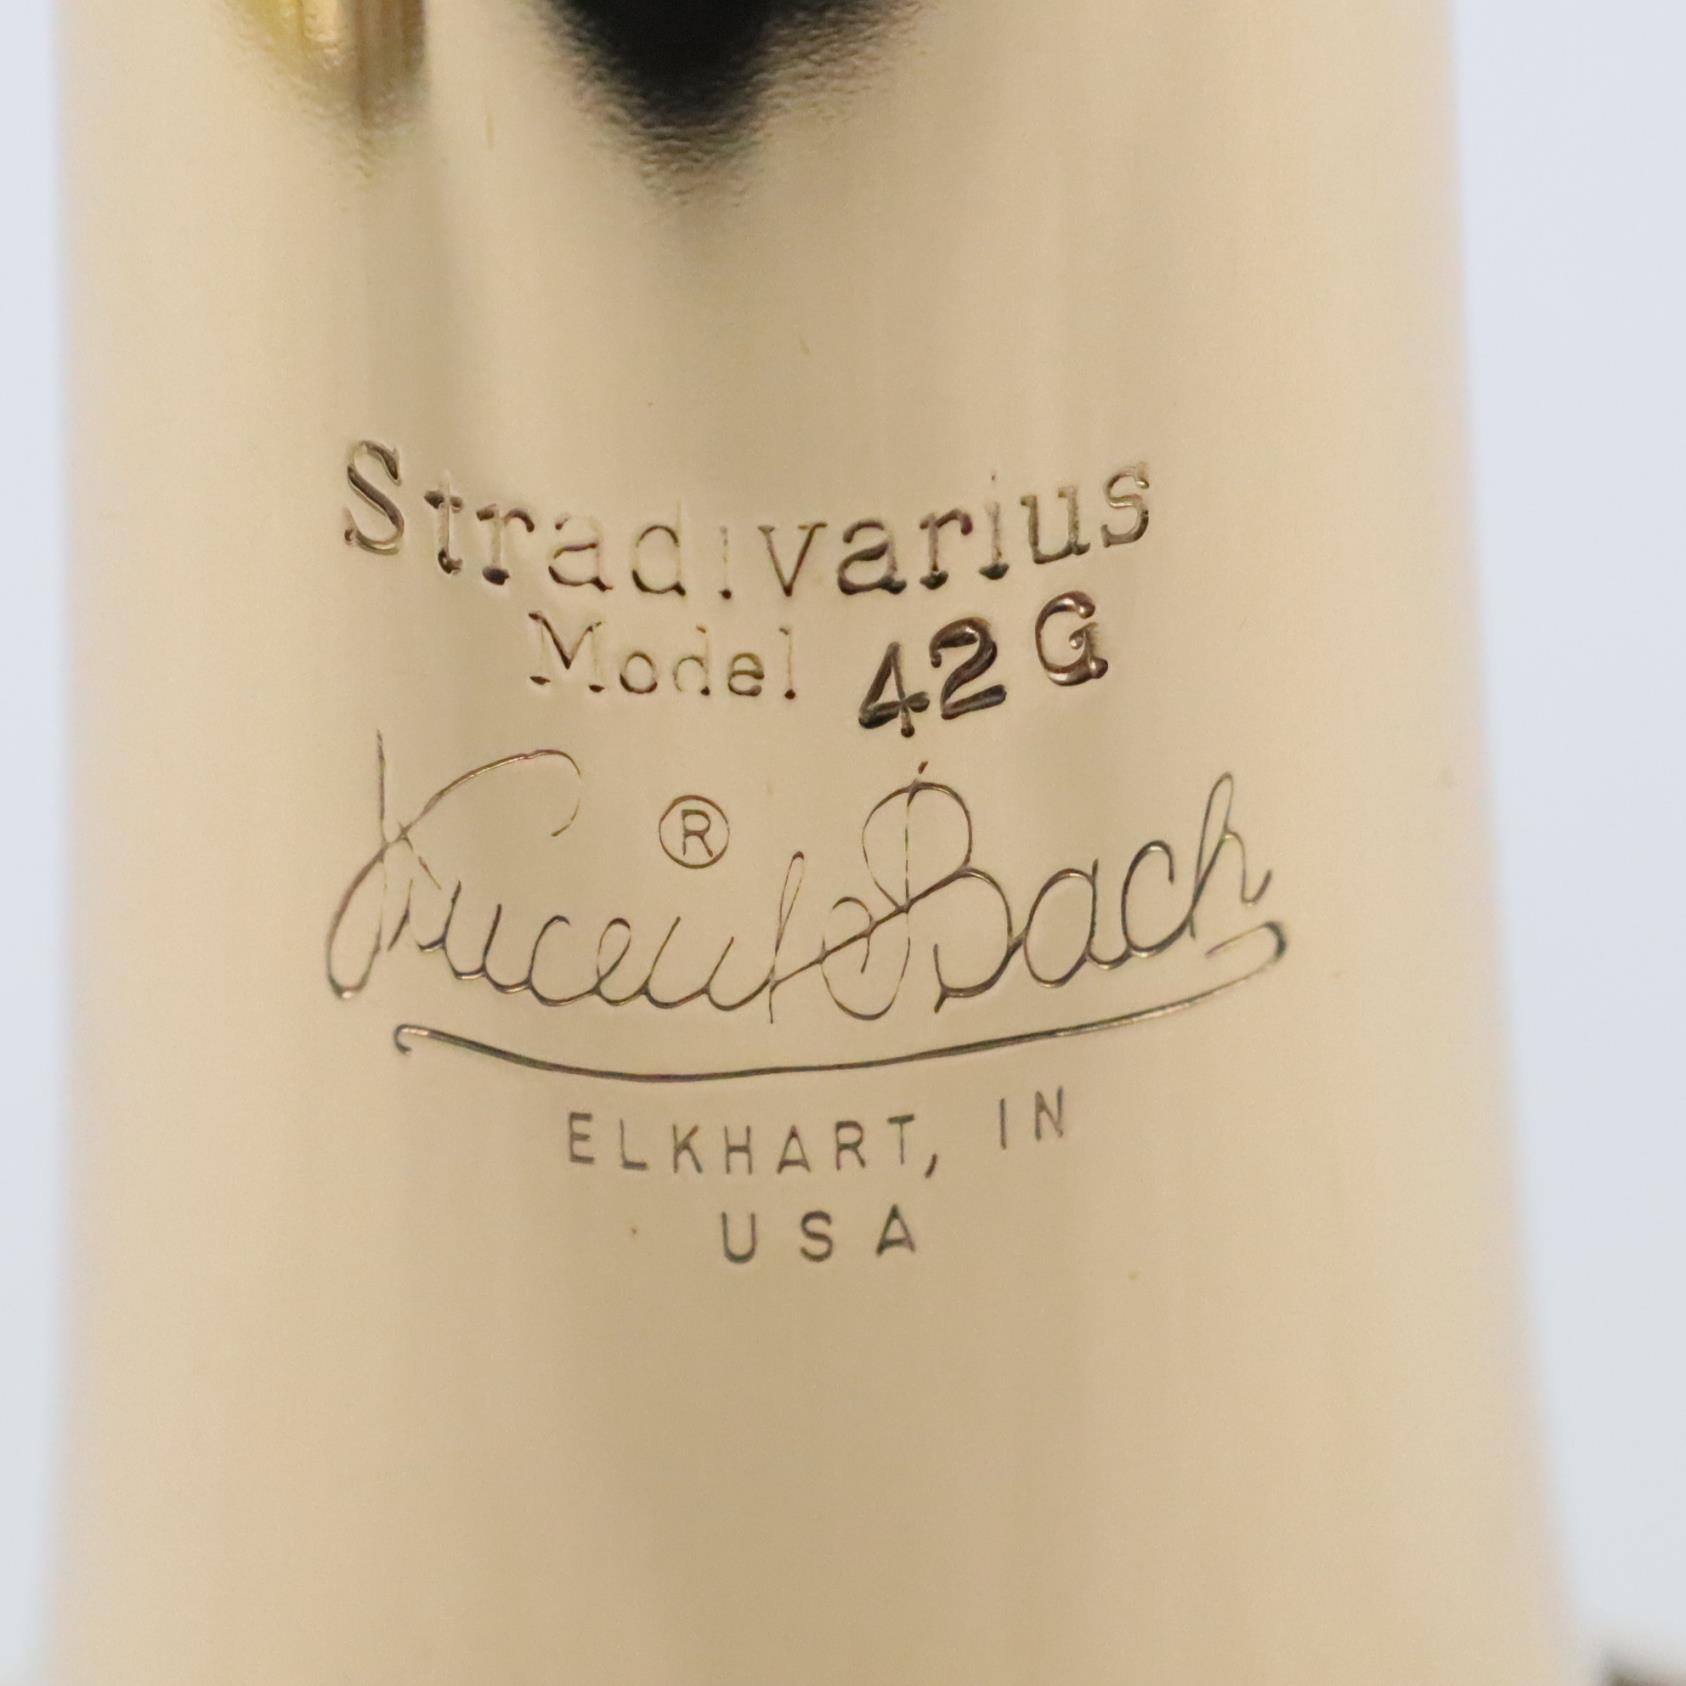 Stradivarius
Model 42G
Vincent Bach
®
ELKHART, IN
USA